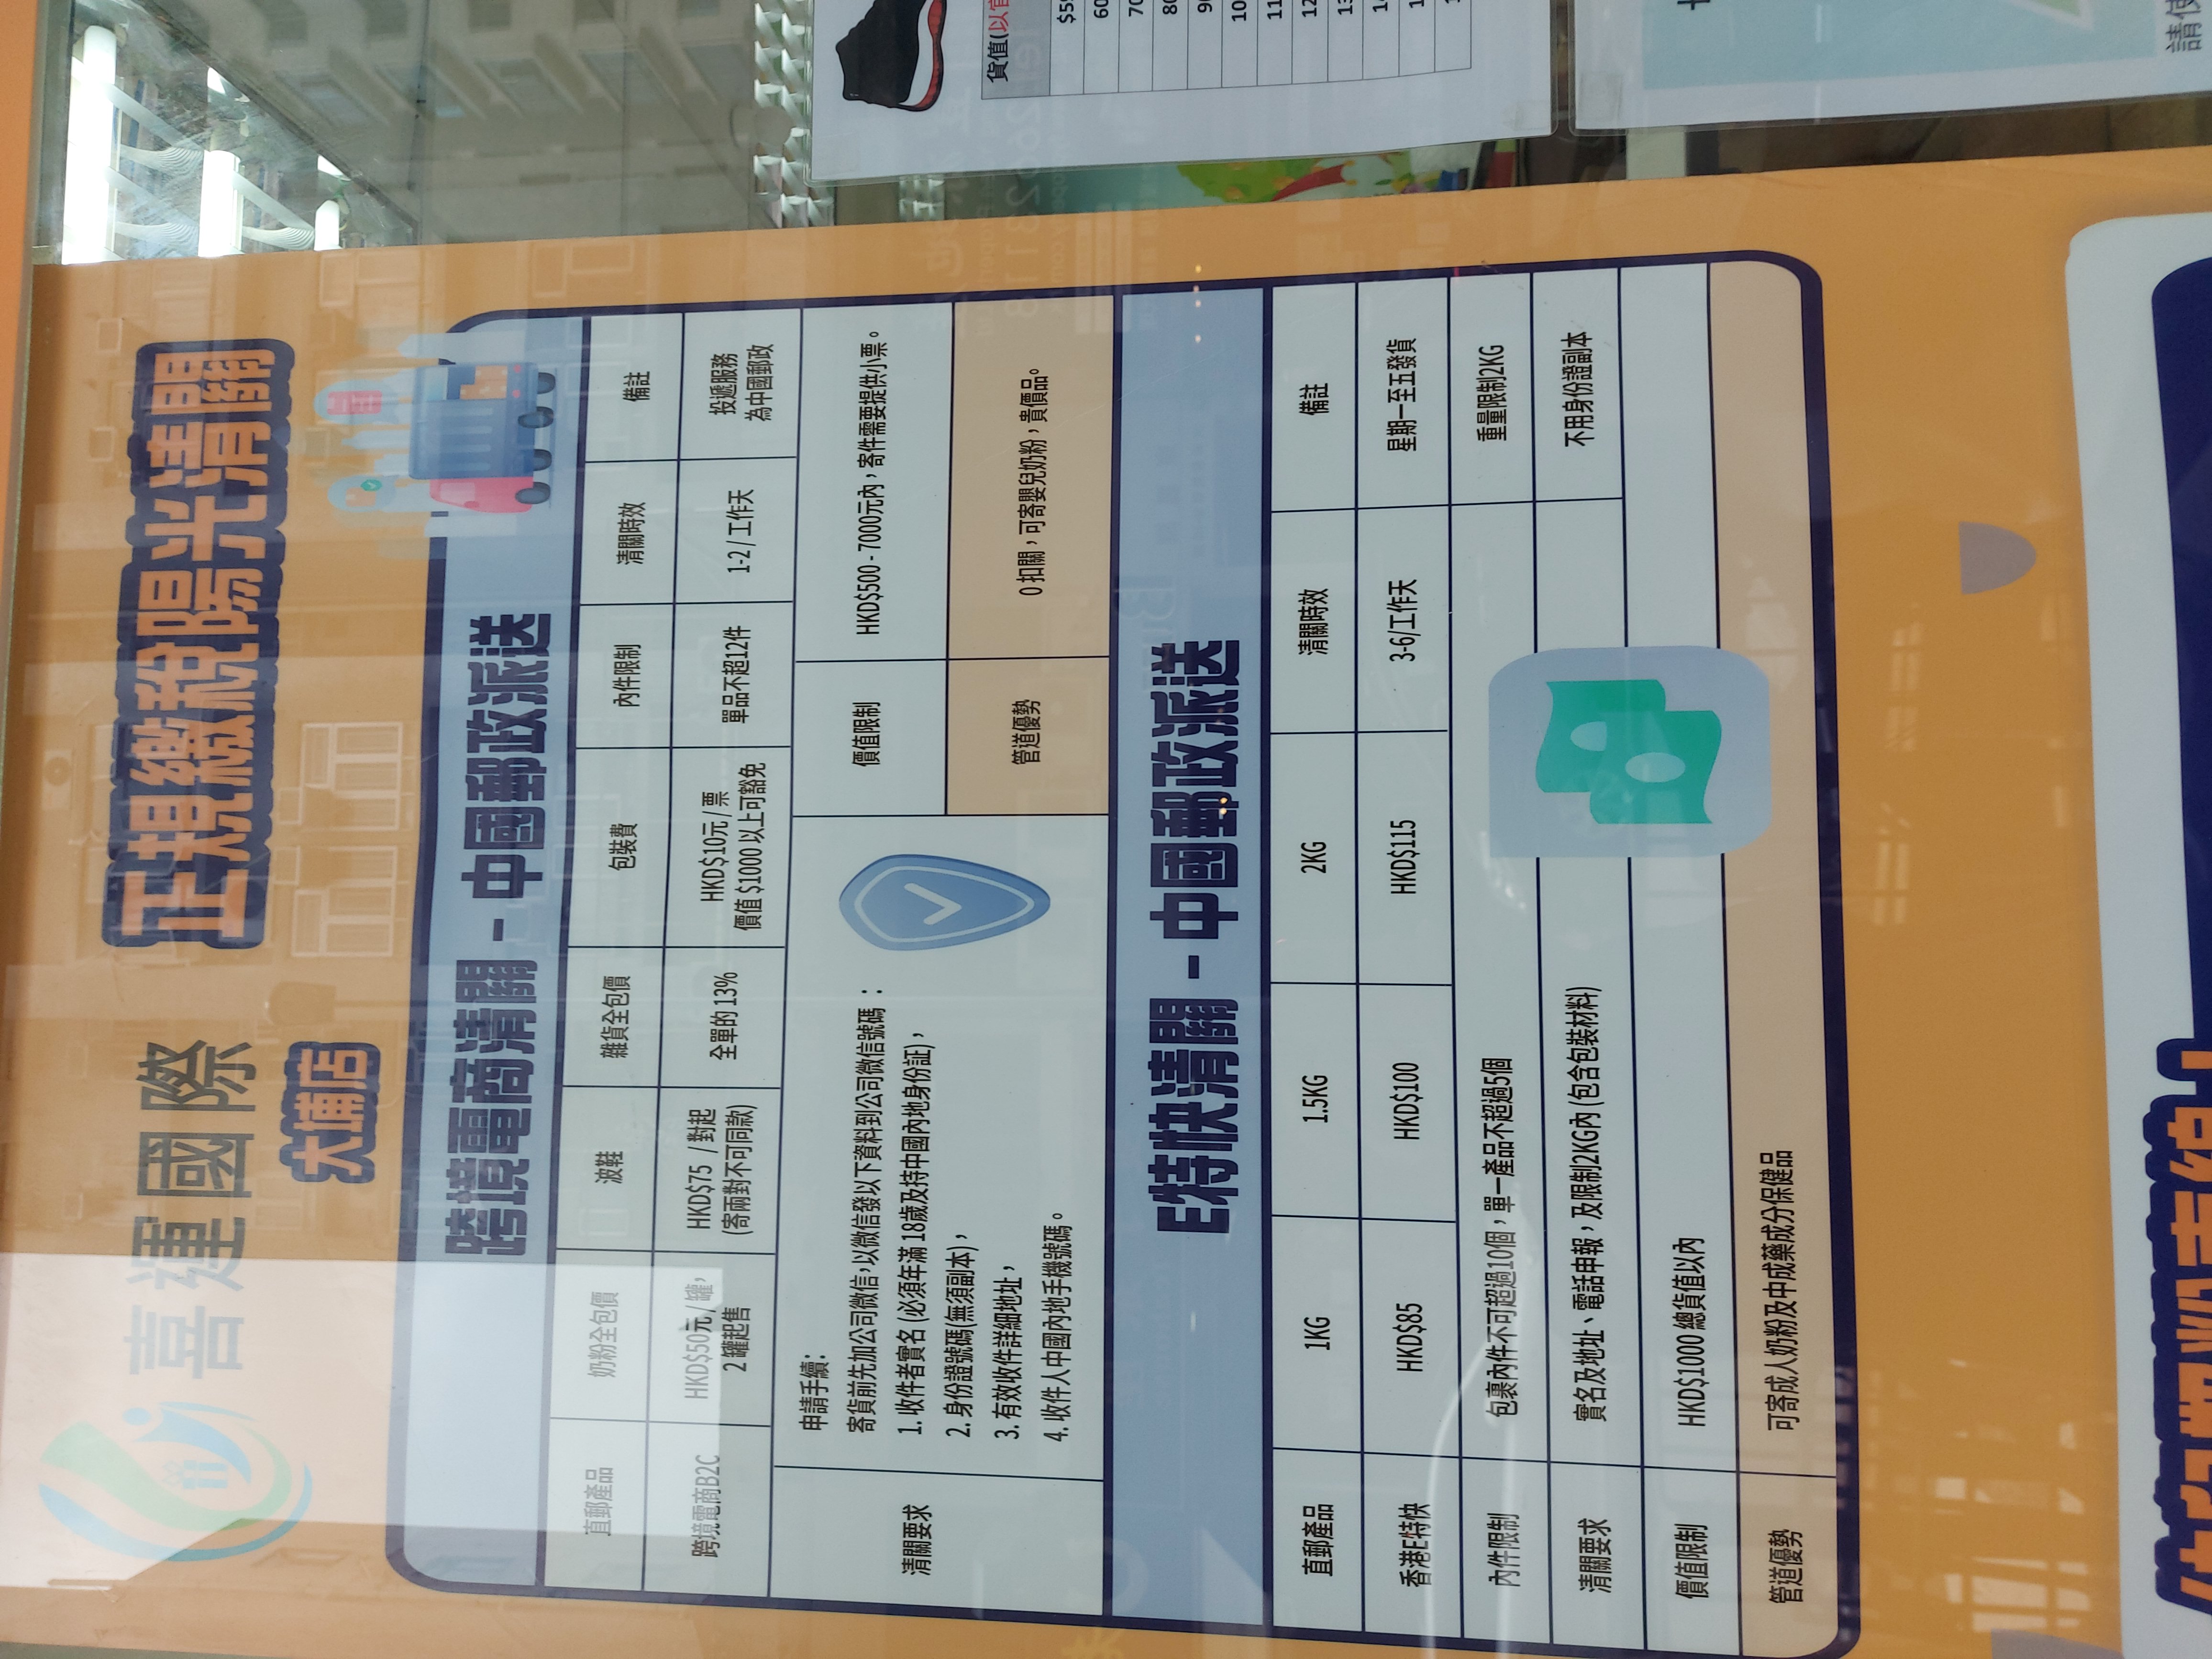 喜運國際
正規繳稅陽光清關
大埔店
跨境電商清關 - 中國郵政派送
直郵產品
奶粉全包價
波鞋
雜貨全包價
包裝費
內件限制
清關時效
備註
跨境電商B2C
HKD$50元 / 罐，
2 罐起售
HKD$75 / 對起
(寄兩對不可同款)
全單的 13%
HKD$10元 / 票
價值 $1000 以上可豁免
單品不超12件
1-2 / 工作天
投遞服務
為中國郵政
清關要求
申請手續：
寄貨前先加公司微信，以微信發以下資料到公司微信號碼 ：
1. 收件者實名 (必須年滿 18歲及持中國內地身份証)，
2. 身份證號碼(無須副本)，
3. 有效收件詳細地址，
4. 收件人中國內地手機號碼。
價值限制
HKD$500 - 7000元內，寄件需要提供小票。
管道優勢
0 扣關，可寄嬰兒奶粉，貴價品。
E特快清關 - 中國郵政派送
直郵產品
1KG
1.5KG
2KG
清關時效
備註
香港E特快
HKD$85
HKD$100
HKD$115
3-6/工作天
星期一至五發貨
內件限制
包裹內件不可超過10個，單一產品不超過5個
重量限制2KG
清關要求
實名及地址、電話申報，及限制2KG內 (包含包裝材料)
不用身份證副本
價值限制
HKD$1000 總貨值以內
管道優勢
可寄成人奶粉及中成藥成分保健品
貨值(以官
請使